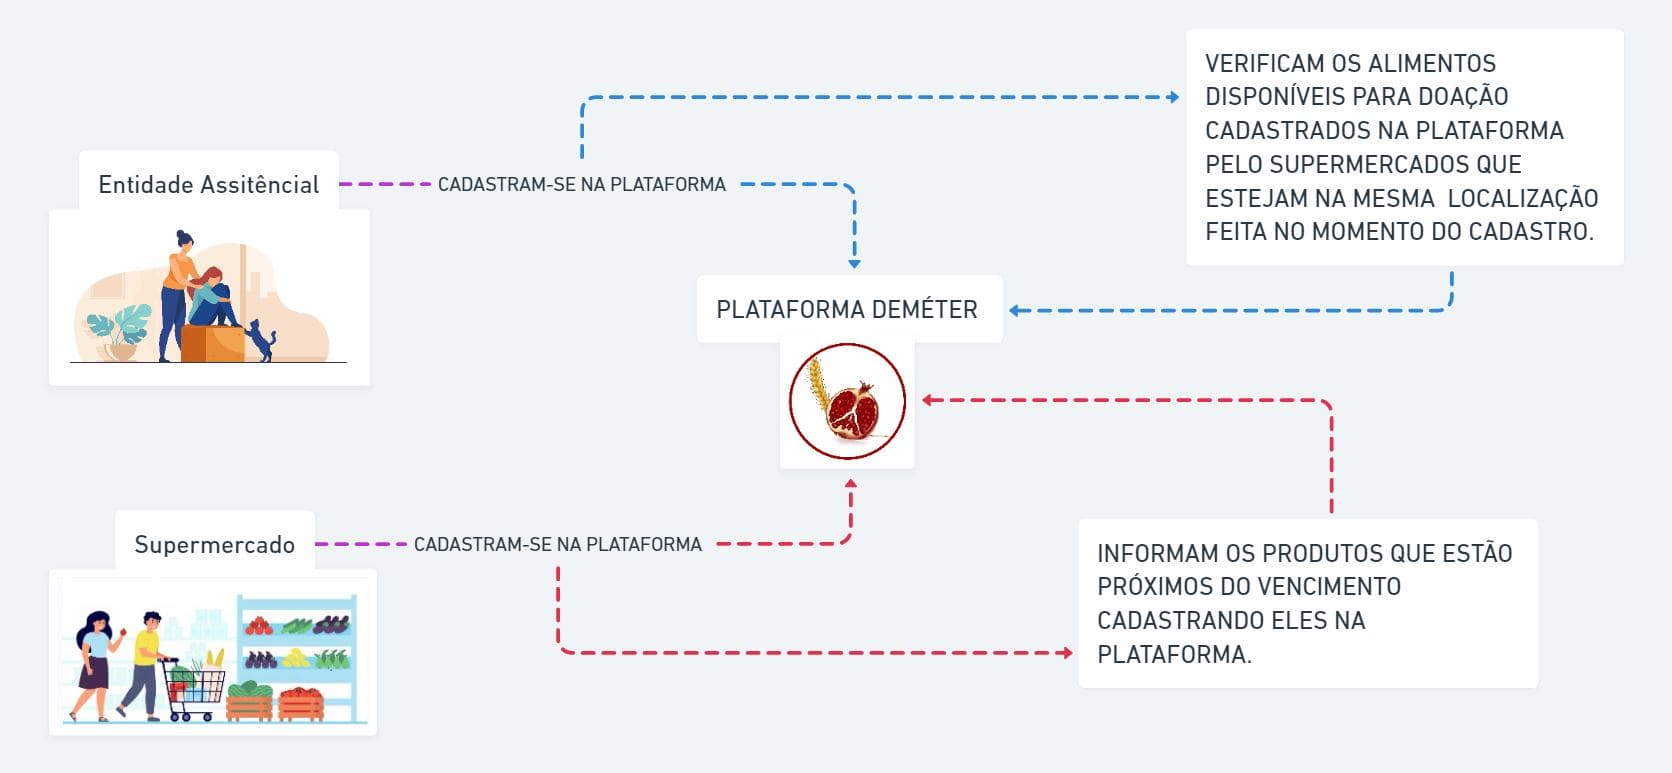 VERIFICAM OS ALIMENTOS
DISPONÍVEIS PARA DOAÇÃO
CADASTRADOS NA PLATAFORMA
PELO SUPERMERCADOS QUE
ESTEJAM NA MESMA  LOCALIZAÇÃO
FEITA NO MOMENTO DO CADASTRO.
Entidade Assitêncial
CADASTRAM-SE NA PLATAFORMA
PLATAFORMA DEMÉTER
Supermercado
CADASTRAM-SE NA PLATAFORMA
INFORMAM OS PRODUTOS QUE ESTÃO
PRÓXIMOS DO VENCIMENTO
CADASTRANDO ELES NA
PLATAFORMA.